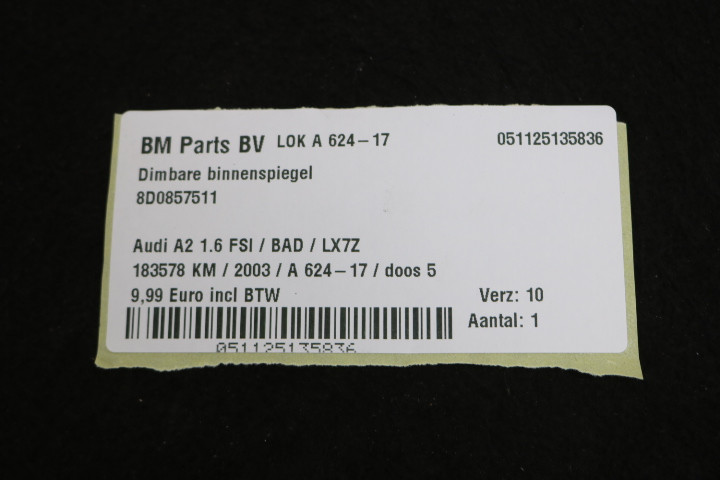 BM Parts BV LOK A 624-17 051125135836
Dimbare binnenspiegel
8D0857511
Audi A2 1.6 FSI / BAD / LX7Z
183578 KM / 2003 / A 624-17 / doos 5
9,99 Euro incl BTW Verz: 10
Aantal: 1
051125135836